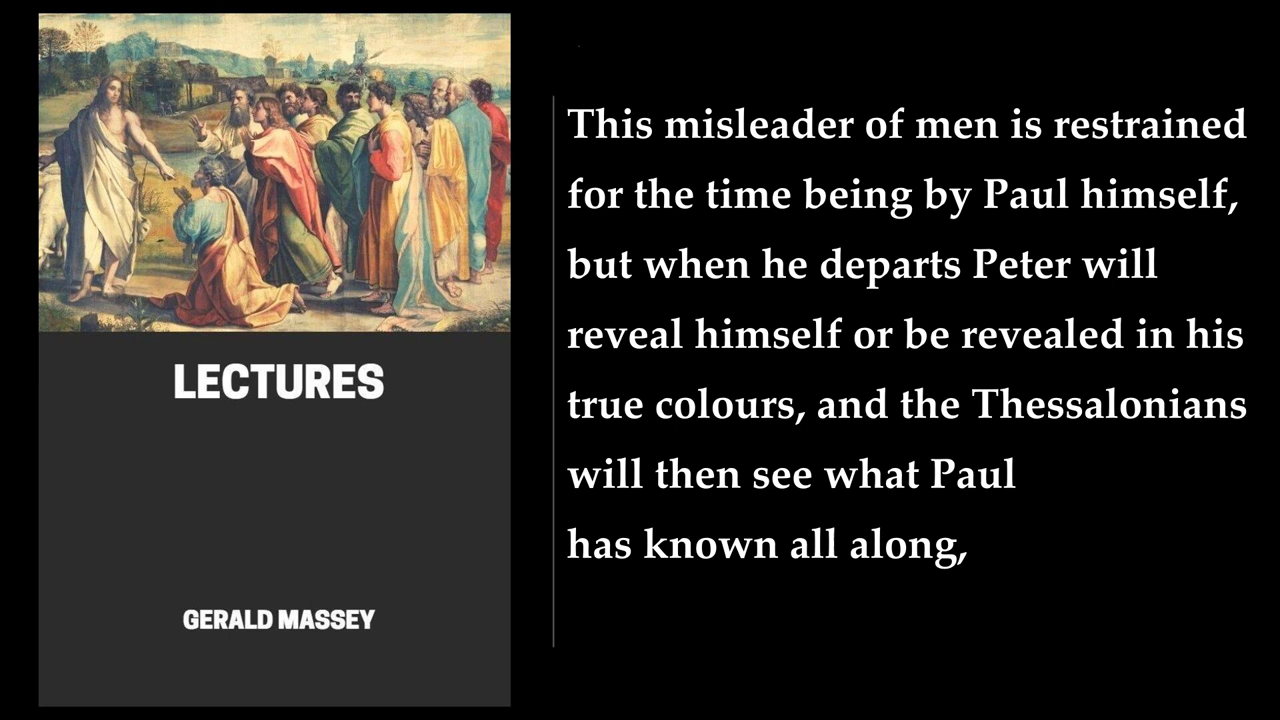 LECTURES
GERALD MASSEY
This misleader of men is restrained
for the time being by Paul himself,
but when he departs Peter will
reveal himself or be revealed in his
true colours, and the Thessalonians
will then see what Paul
has known all along,